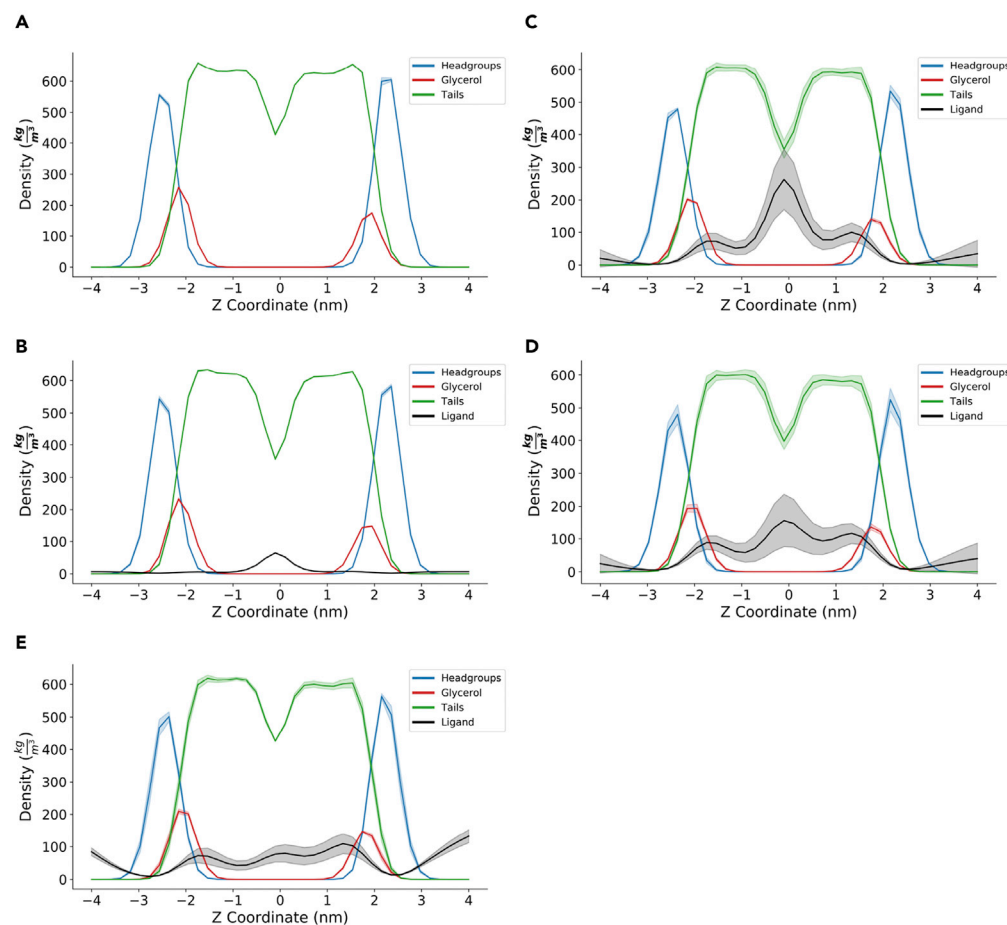 A
Density (kg/m³)
600
500
400
300
200
100
0
−4 −3 −2 −1 0 1 2 3 4
Z Coordinate (nm)
Headgroups
Glycerol
Tails
B
Density (kg/m³)
600
500
400
300
200
100
0
−4 −3 −2 −1 0 1 2 3 4
Z Coordinate (nm)
Headgroups
Glycerol
Tails
Ligand
C
Density (kg/m³)
600
500
400
300
200
100
0
−4 −3 −2 −1 0 1 2 3 4
Z Coordinate (nm)
Headgroups
Glycerol
Tails
Ligand
D
Density (kg/m³)
600
500
400
300
200
100
0
−4 −3 −2 −1 0 1 2 3 4
Z Coordinate (nm)
Headgroups
Glycerol
Tails
Ligand
E
Density (kg/m³)
600
500
400
300
200
100
0
−4 −3 −2 −1 0 1 2 3 4
Z Coordinate (nm)
Headgroups
Glycerol
Tails
Ligand